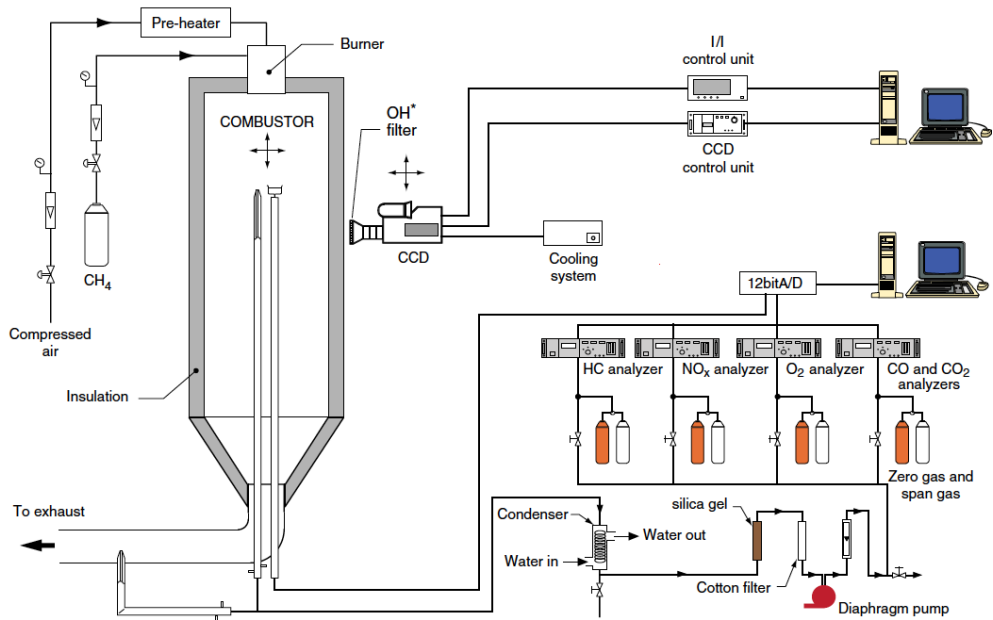 Pre-heater
Burner
I/I
control unit
OH*
filter
COMBUSTOR
CCD
control unit
CH4
CCD
Cooling
system
12bitA/D
Compressed
air
HC analyzer
NOx analyzer
O2 analyzer
CO and CO2
analyzers
Insulation
Zero gas and
span gas
To exhaust
Condenser
silica gel
Water out
Water in
Cotton filter
Diaphragm pump